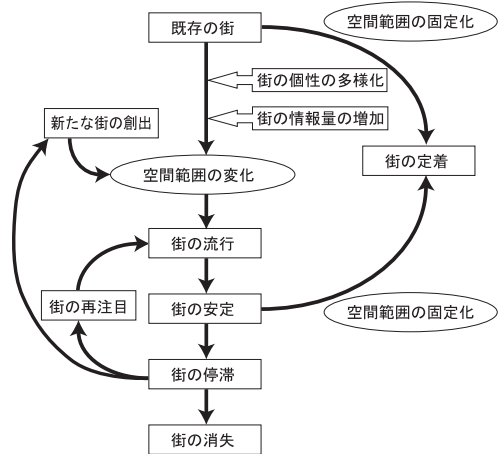 既存の街
空間範囲の固定化
街の個性の多様化
新たな街の創出
街の情報量の増加
街の定着
空間範囲の変化
街の流行
街の再注目
街の安定
空間範囲の固定化
街の停滞
街の消失